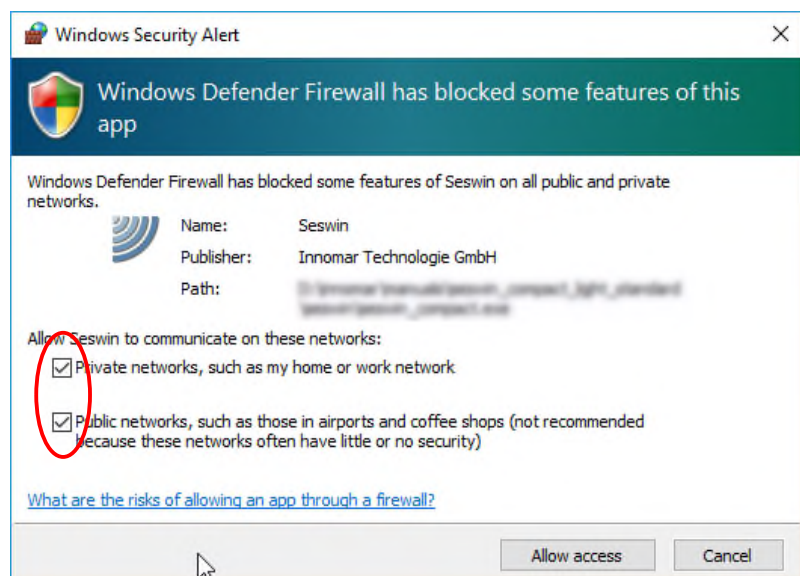 Windows Security Alert
Windows Defender Firewall has blocked some features of this
app
Windows Defender Firewall has blocked some features of Seswin on all public and private
networks.
Name: Seswin
Publisher: Innomar Technologie GmbH
Path:
Allow Seswin to communicate on these networks:
Private networks, such as my home or work network
Public networks, such as those in airports and coffee shops (not recommended
because these networks often have little or no security)
What are the risks of allowing an app through a firewall?
Allow access Cancel